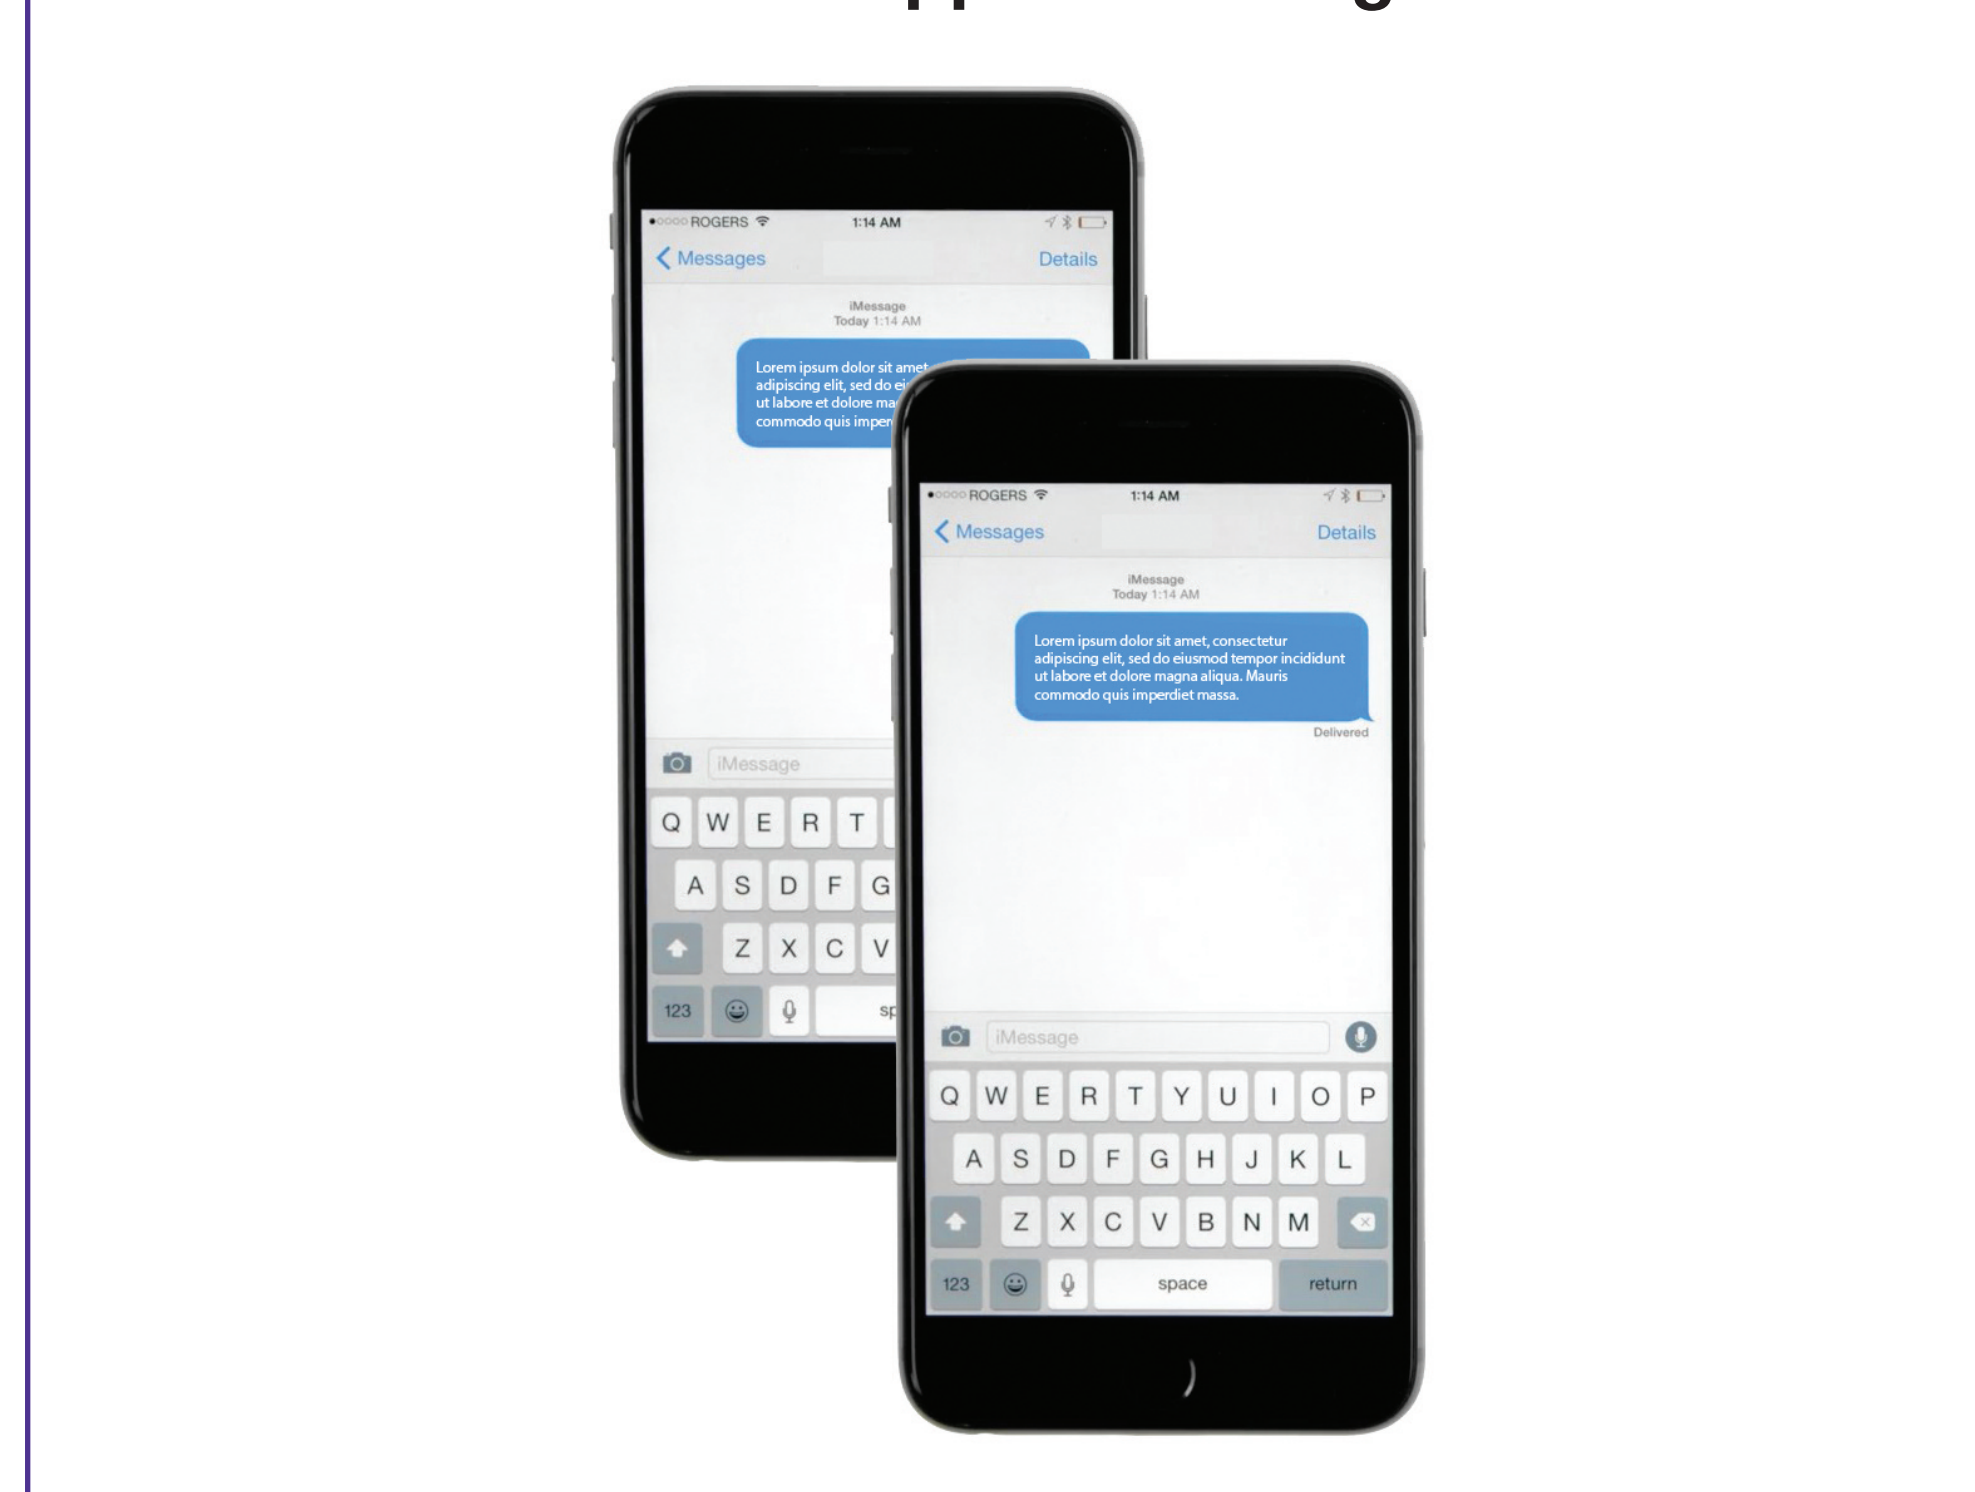 ROGERS 1:14 AM
Messages Details
iMessage
Today 1:14 AM
Lorem ipsum dolor sit amet
adipiscing elit, sed do
ut labore et dolore
commodo quis
iMessage
Q W E R T
A S D F G
Z X C V
123
ROGERS 1:14 AM
Messages Details
iMessage
Today 1:14 AM
Lorem ipsum dolor sit amet, consectetur
adipiscing elit, sed do eiusmod tempor incididunt
ut labore et dolore magna aliqua. Mauris
commodo quis imperdiet massa.
Delivered
iMessage
Q W E R T Y U I O P
A S D F G H J K L
Z X C V B N M
123 space return